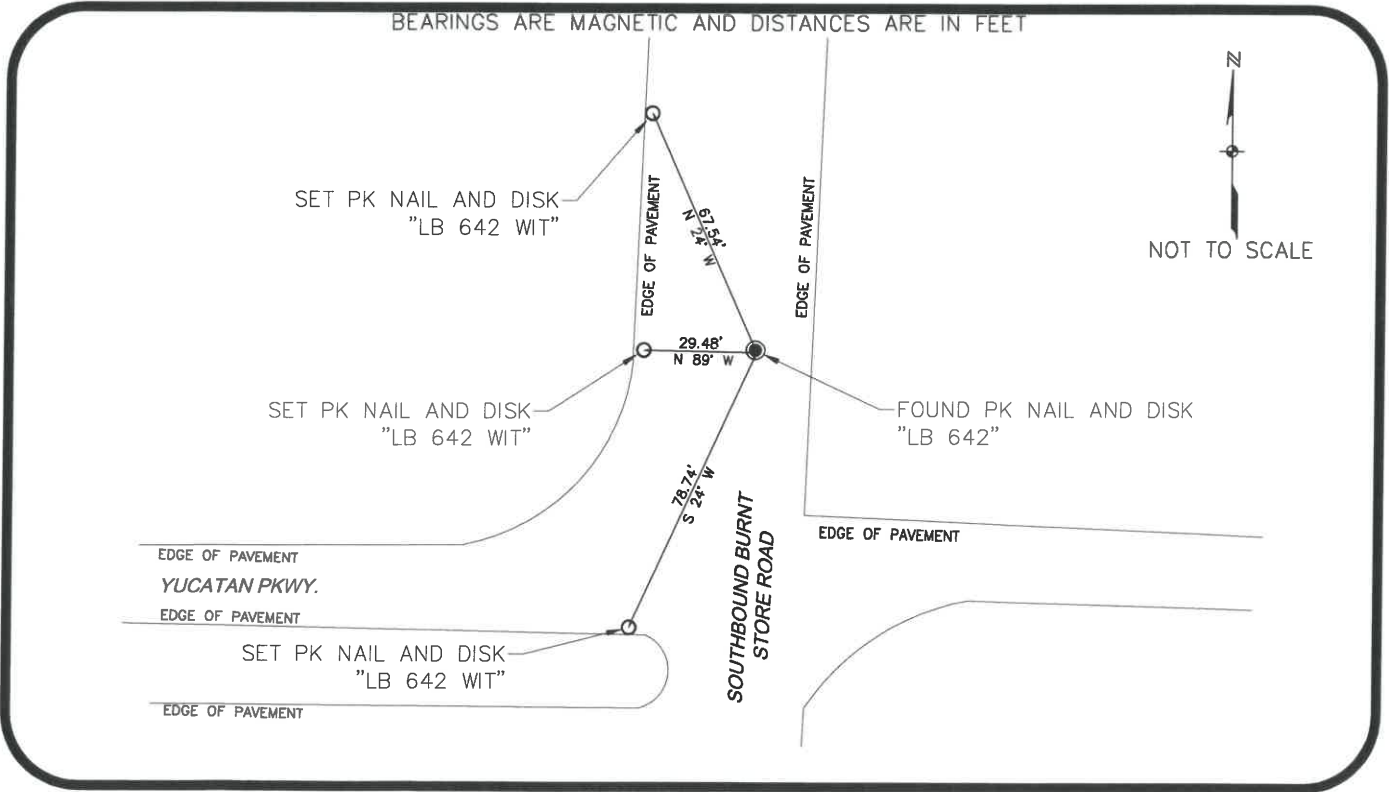 BEARINGS ARE MAGNETIC AND DISTANCES ARE IN FEET
N
NOT TO SCALE
SET PK NAIL AND DISK
"LB 642 WIT"
EDGE OF PAVEMENT
67.54'
N 24° W
EDGE OF PAVEMENT
29.48'
N 89° W
SET PK NAIL AND DISK
"LB 642 WIT"
FOUND PK NAIL AND DISK
"LB 642"
78.74'
S 24° W
SOUTHBOUND BURNT
STORE ROAD
EDGE OF PAVEMENT
EDGE OF PAVEMENT
YUCATAN PKWY.
EDGE OF PAVEMENT
SET PK NAIL AND DISK
"LB 642 WIT"
EDGE OF PAVEMENT